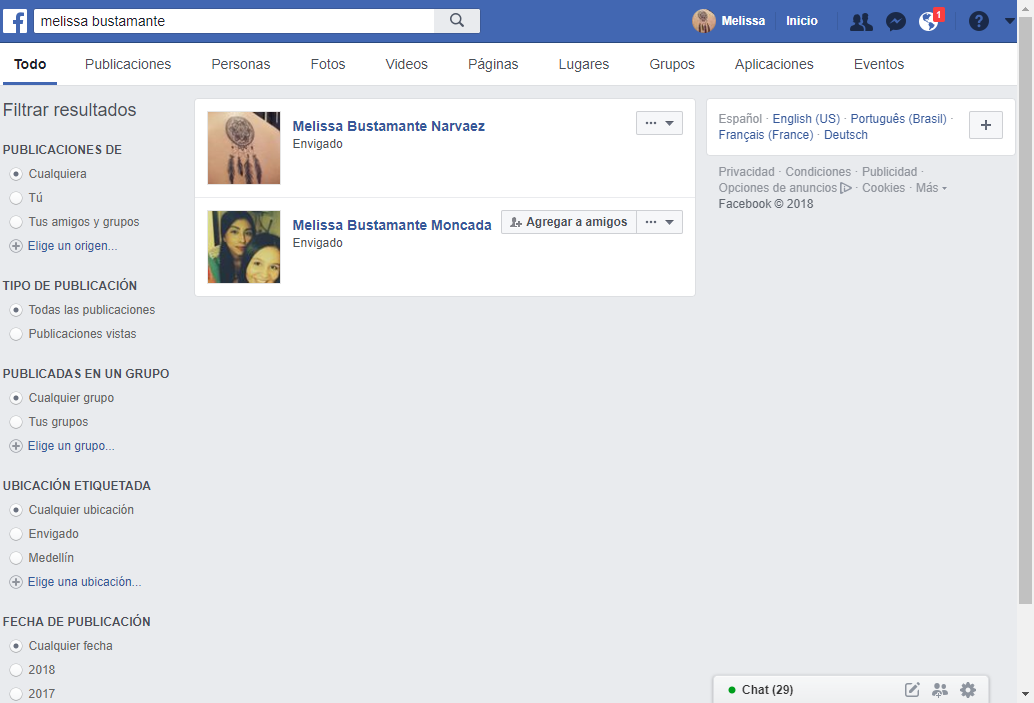 melissa bustamante
Melissa
Inicio
1
?
Todo
Publicaciones
Personas
Fotos
Videos
Páginas
Lugares
Grupos
Aplicaciones
Eventos
Filtrar resultados
PUBLICACIONES DE
Cualquiera
Tú
Tus amigos y grupos
Elige un origen...
TIPO DE PUBLICACIÓN
Todas las publicaciones
Publicaciones vistas
PUBLICADAS EN UN GRUPO
Cualquier grupo
Tus grupos
Elige un grupo...
UBICACIÓN ETIQUETADA
Cualquier ubicación
Envigado
Medellín
Elige una ubicación...
FECHA DE PUBLICACIÓN
Cualquier fecha
2018
2017
Melissa Bustamante Narvaez
Envigado
Melissa Bustamante Moncada
Agregar a amigos
Envigado
Español · English (US) · Português (Brasil) ·
Français (France) · Deutsch
Privacidad · Condiciones · Publicidad ·
Opciones de anuncios · Cookies · Más
Facebook © 2018
Chat (29)